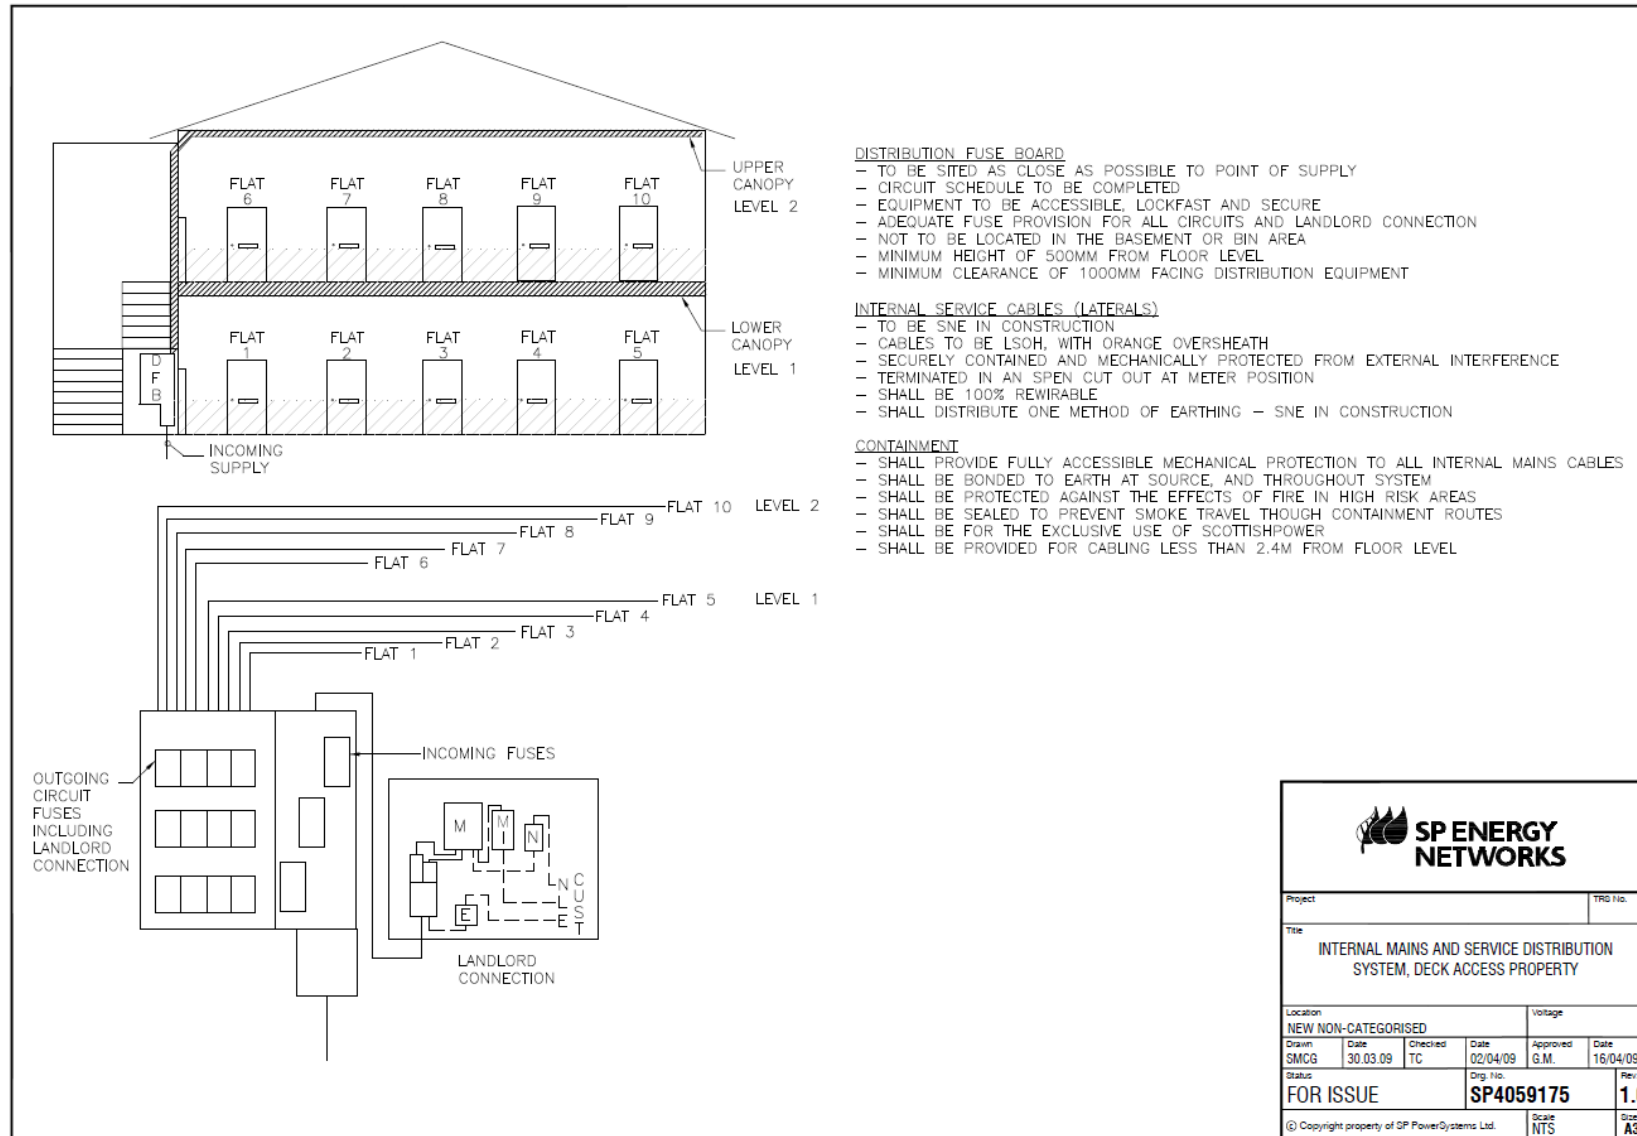 UPPER
CANOPY
LEVEL 2
FLAT
6
FLAT
7
FLAT
8
FLAT
9
FLAT
10
LOWER
CANOPY
LEVEL 1
FLAT
1
FLAT
2
FLAT
3
FLAT
4
FLAT
5
D
F
B
INCOMING
SUPPLY
FLAT 10 LEVEL 2
FLAT 9
FLAT 8
FLAT 7
FLAT 6
FLAT 5 LEVEL 1
FLAT 4
FLAT 3
FLAT 2
FLAT 1
INCOMING FUSES
OUTGOING
CIRCUIT
FUSES
INCLUDING
LANDLORD
CONNECTION
M
M
N
E
N
L
E
CUST
LANDLORD
CONNECTION
DISTRIBUTION FUSE BOARD
– TO BE SITED AS CLOSE AS POSSIBLE TO POINT OF SUPPLY
– CIRCUIT SCHEDULE TO BE COMPLETED
– EQUIPMENT TO BE ACCESSIBLE, LOCKFAST AND SECURE
– ADEQUATE FUSE PROVISION FOR ALL CIRCUITS AND LANDLORD CONNECTION
– NOT TO BE LOCATED IN THE BASEMENT OR BIN AREA
– MINIMUM HEIGHT OF 500MM FROM FLOOR LEVEL
– MINIMUM CLEARANCE OF 1000MM FACING DISTRIBUTION EQUIPMENT
INTERNAL SERVICE CABLES (LATERALS)
– TO BE SNE IN CONSTRUCTION
– CABLES TO BE LSOH, WITH ORANGE OVERSHEATH
– SECURELY CONTAINED AND MECHANICALLY PROTECTED FROM EXTERNAL INTERFERENCE
– TERMINATED IN AN SPEN CUT OUT AT METER POSITION
– SHALL BE 100% REWIRABLE
– SHALL DISTRIBUTE ONE METHOD OF EARTHING – SNE IN CONSTRUCTION
CONTAINMENT
– SHALL PROVIDE FULLY ACCESSIBLE MECHANICAL PROTECTION TO ALL INTERNAL MAINS CABLES
– SHALL BE BONDED TO EARTH AT SOURCE, AND THROUGHOUT SYSTEM
– SHALL BE PROTECTED AGAINST THE EFFECTS OF FIRE IN HIGH RISK AREAS
– SHALL BE SEALED TO PREVENT SMOKE TRAVEL THOUGH CONTAINMENT ROUTES
– SHALL BE FOR THE EXCLUSIVE USE OF SCOTTISHPOWER
– SHALL BE PROVIDED FOR CABLING LESS THAN 2.4M FROM FLOOR LEVEL
SP ENERGY
NETWORKS
Project TRS No.
Title
INTERNAL MAINS AND SERVICE DISTRIBUTION
SYSTEM, DECK ACCESS PROPERTY
Location Voltage
NEW NON-CATEGORISED
Drawn Date Checked Date Approved Date
SMCG 30.03.09 TC 02/04/09 G.M. 16/04/09
Status Drg. No. Rev
FOR ISSUE SP4059175
© Copyright property of SP PowerSystems Ltd. Scale Size
NTS A3